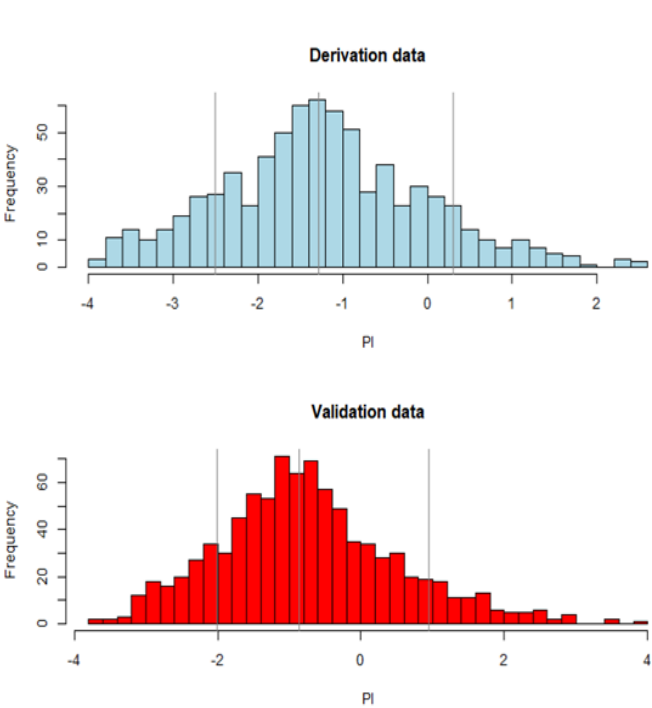 Derivation data
Frequency
50
30
10
0
-4 -3 -2 -1 0 1 2
PI
Validation data
Frequency
60
40
20
0
-4 -2 0 2 4
PI